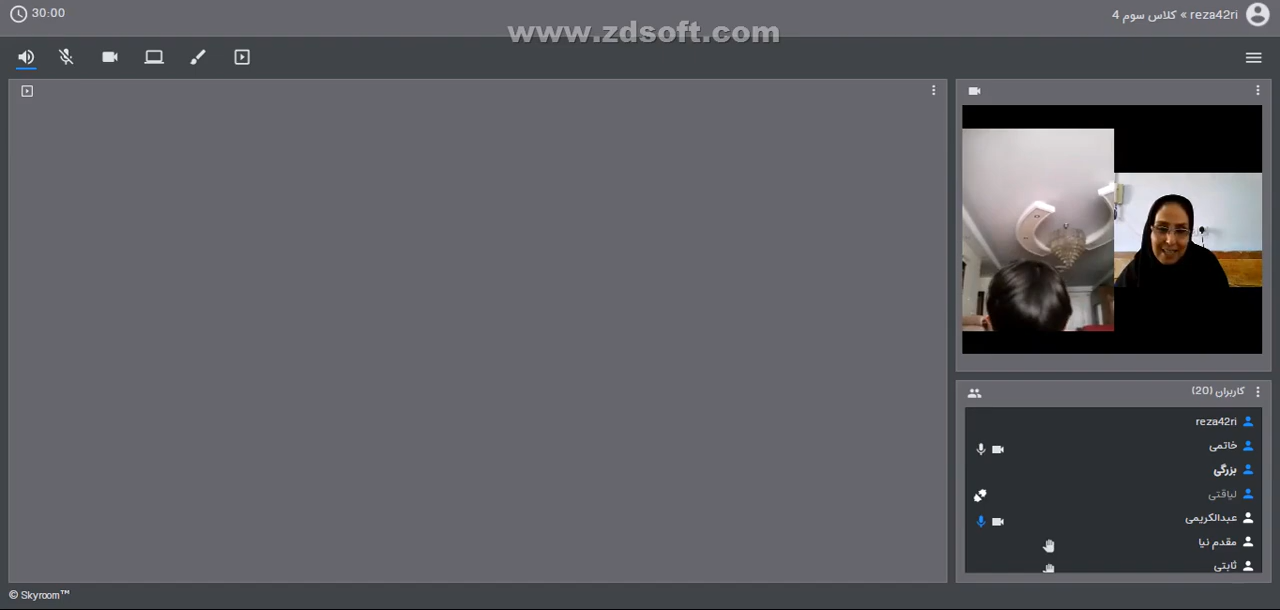 30:00
www.zdsoft.com
reza42ri » کلاس سوم 4
کاربران (20)
reza42ri
خاتمی
بزرگی
لیاقتی
عبدالکریمی
مقدم نیا
ثابتی
© Skyroom™